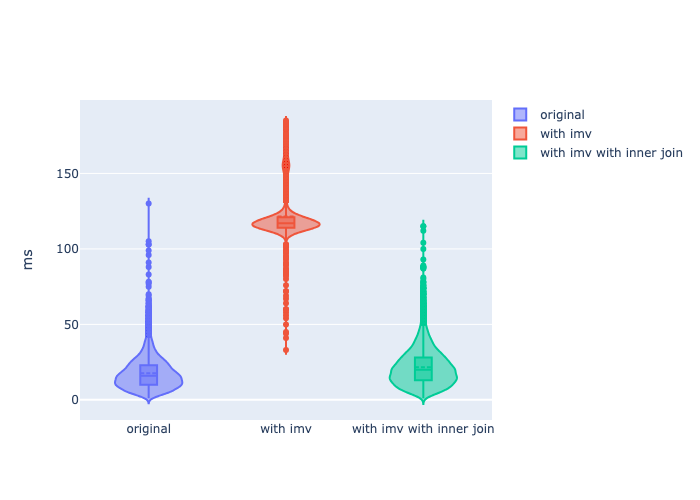 original
with imv
with imv with inner join
150
100
50
0
ms
original
with imv
with imv with inner join